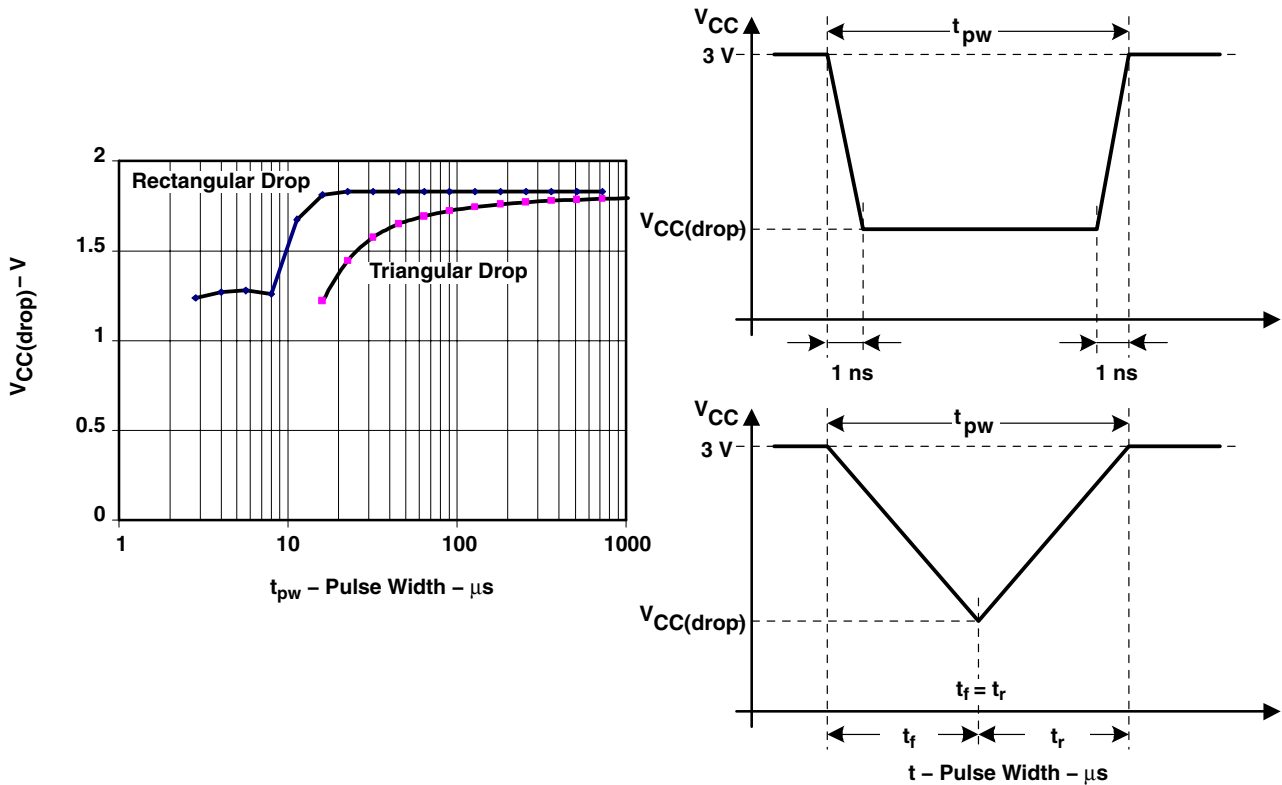 2
1.5
1
0.5
0
VCC(drop) – V
Rectangular Drop
Triangular Drop
1
10
100
1000
tpw – Pulse Width – μs
VCC
3 V
tpw
VCC(drop)
1 ns
1 ns
VCC
3 V
tpw
VCC(drop)
tf = tr
tf
tr
t – Pulse Width – μs